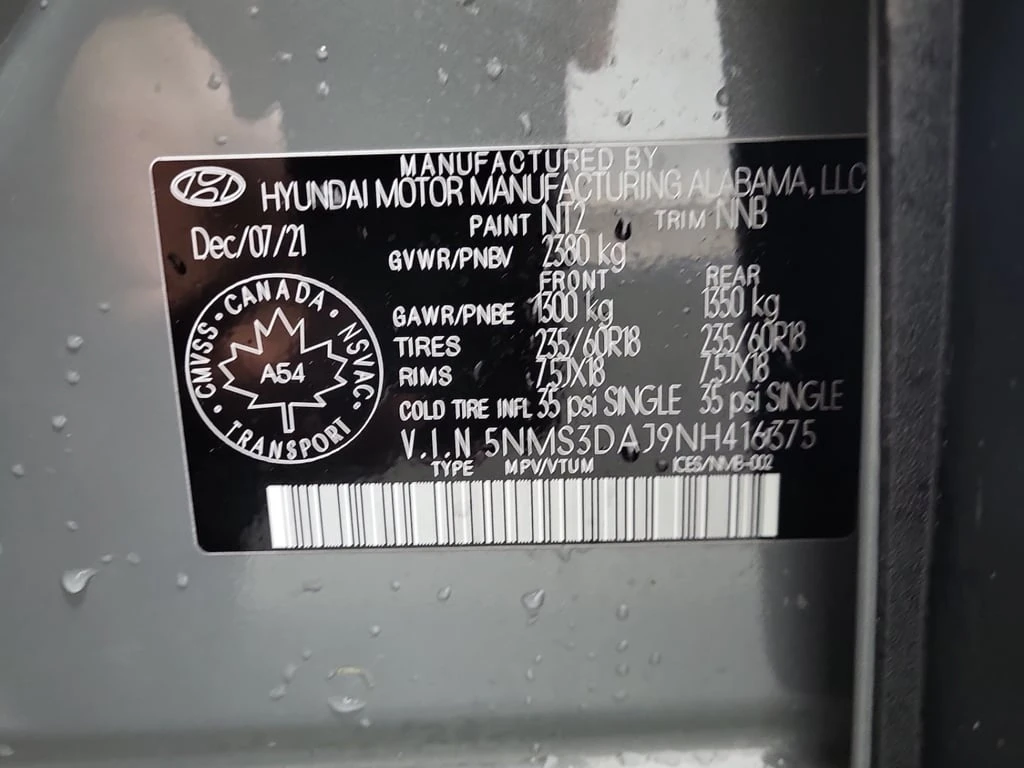 MANUFACTURED BY
HYUNDAI MOTOR MANUFACTURING ALABAMA, LLC
PAINT NT2 TRIM NNB
Dec/07/21
GVWR/PNBV 2380 kg
FRONT REAR
GAWR/PNBE 1300 kg 1350 kg
TIRES 235/60R18 235/60R18
RIMS 7.5JX18 7.5JX18
COLD TIRE INFL 35 psi SINGLE 35 psi SINGLE
V.I.N 5NMS3DAJ9NH416375
TYPE MPV/VTUM ICES/NMB-002
CANADA · NSVAC · TRANSPORT · CMVSS ·
A54